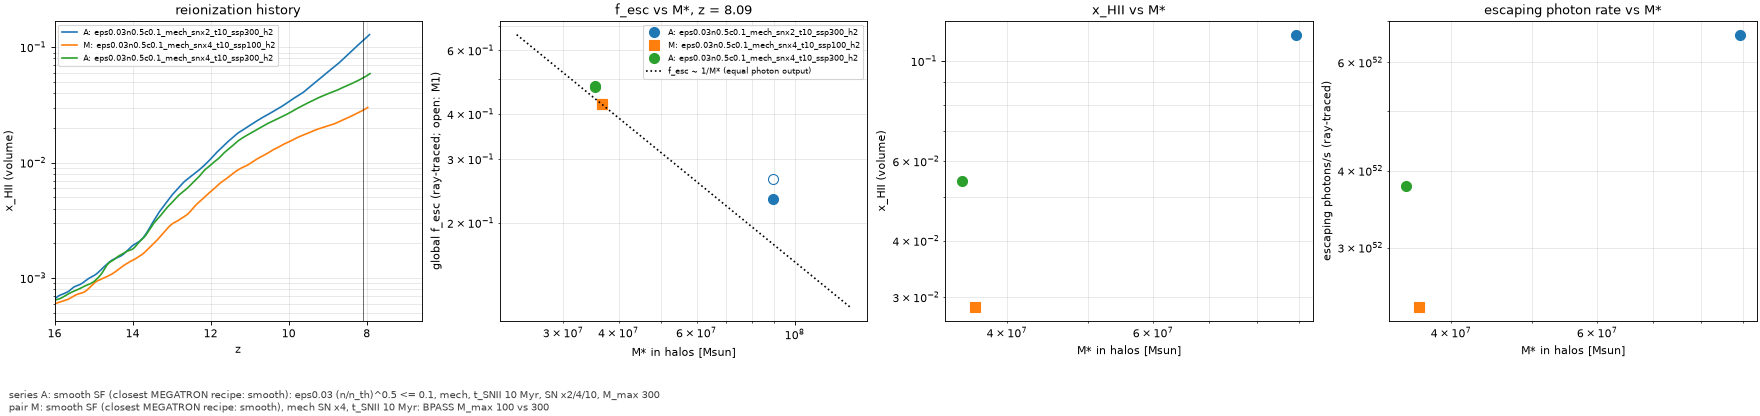 reionization history
10⁻¹
10⁻²
10⁻³
x_HII (volume)
16 14 12 10 8
z
A: eps0.03n0.5c0.1_mech_snx2_t10_ssp300_h2
M: eps0.03n0.5c0.1_mech_snx4_t10_ssp100_h2
A: eps0.03n0.5c0.1_mech_snx4_t10_ssp300_h2
f_esc vs M*, z = 8.09
6 × 10⁻¹
4 × 10⁻¹
3 × 10⁻¹
2 × 10⁻¹
global f_esc (ray-traced; open: M1)
3 × 10⁷ 4 × 10⁷ 6 × 10⁷ 10⁸
M* in halos [Msun]
A: eps0.03n0.5c0.1_mech_snx2_t10_ssp300_h2
M: eps0.03n0.5c0.1_mech_snx4_t10_ssp100_h2
A: eps0.03n0.5c0.1_mech_snx4_t10_ssp300_h2
f_esc ~ 1/M* (equal photon output)
x_HII vs M*
10⁻¹
6 × 10⁻²
4 × 10⁻²
3 × 10⁻²
x_HII (volume)
4 × 10⁷ 6 × 10⁷
M* in halos [Msun]
escaping photon rate vs M*
6 × 10⁵²
4 × 10⁵²
3 × 10⁵²
escaping photons/s (ray-traced)
4 × 10⁷ 6 × 10⁷
M* in halos [Msun]
series A: smooth SF (closest MEGATRON recipe: smooth): eps0.03 (n/n_th)^0.5 <= 0.1, mech, t_SNII 10 Myr, SN x2/4/10, M_max 300
pair M: smooth SF (closest MEGATRON recipe: smooth), mech SN x4, t_SNII 10 Myr: BPASS M_max 100 vs 300